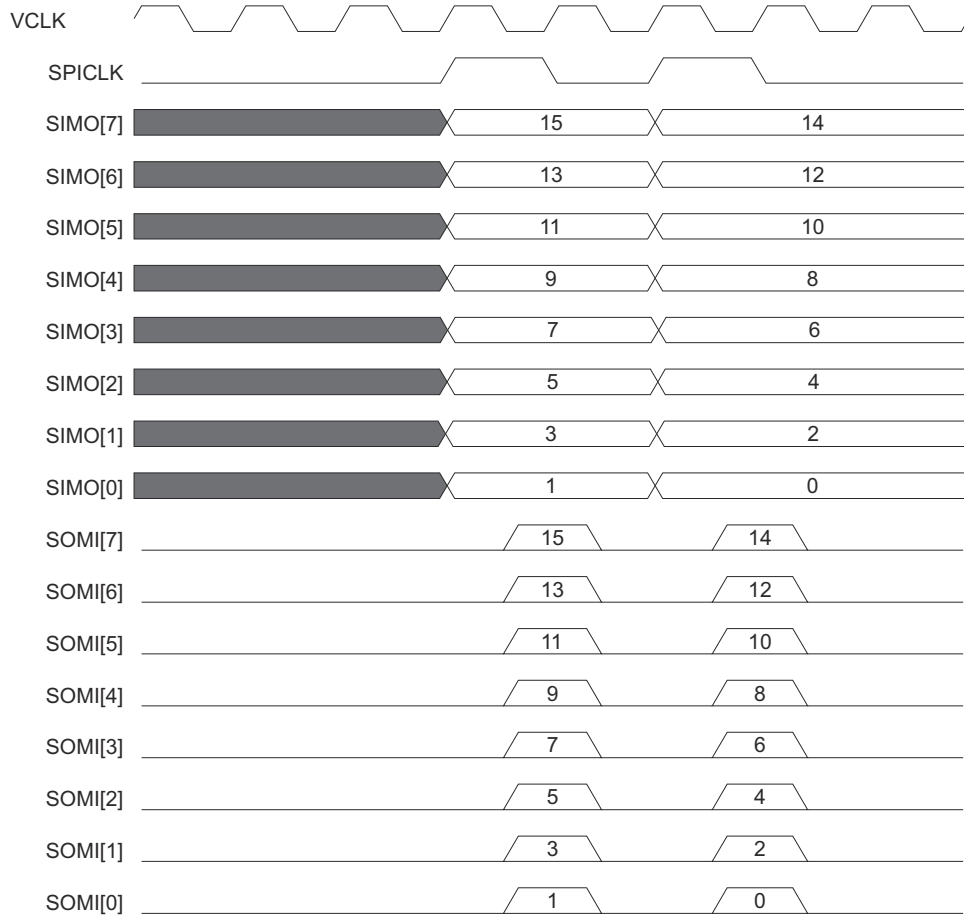 VCLK
SPICLK
SIMO[7] 15 14
SIMO[6] 13 12
SIMO[5] 11 10
SIMO[4] 9 8
SIMO[3] 7 6
SIMO[2] 5 4
SIMO[1] 3 2
SIMO[0] 1 0
SOMI[7] 15 14
SOMI[6] 13 12
SOMI[5] 11 10
SOMI[4] 9 8
SOMI[3] 7 6
SOMI[2] 5 4
SOMI[1] 3 2
SOMI[0] 1 0